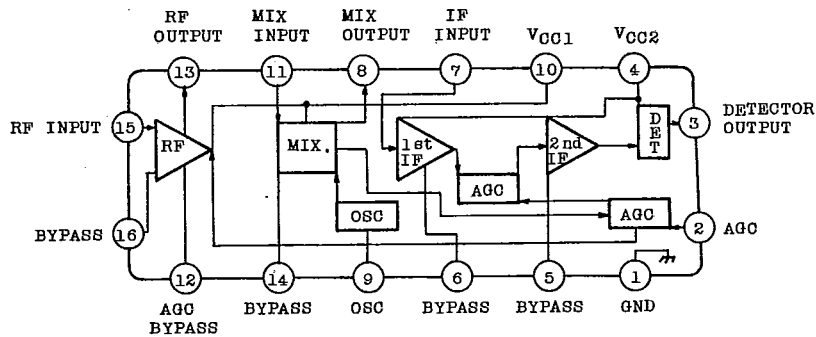 RF
OUTPUT
MIX
INPUT
MIX
OUTPUT
IF
INPUT
VCC1
VCC2
13
11
8
7
10
4
RF INPUT
15
RF
MIX.
1st
IF
2nd
IF
DET
3
DETECTOR
OUTPUT
AGC
OSC
AGC
BYPASS
16
2
AGC
12
14
9
6
5
1
AGC
BYPASS
BYPASS
OSC
BYPASS
BYPASS
GND